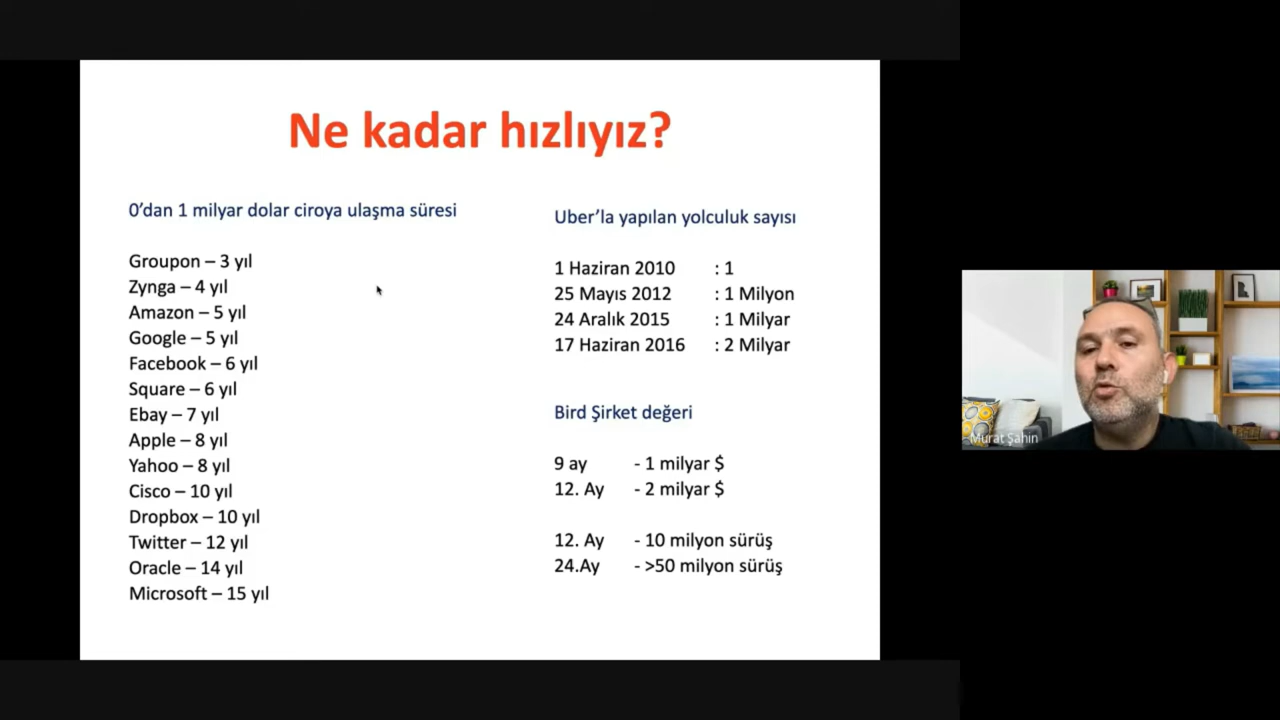 Ne kadar hızlıyız?
0’dan 1 milyar dolar ciroya ulaşma süresi
Groupon – 3 yıl
Zynga – 4 yıl
Amazon – 5 yıl
Google – 5 yıl
Facebook – 6 yıl
Square – 6 yıl
Ebay – 7 yıl
Apple – 8 yıl
Yahoo – 8 yıl
Cisco – 10 yıl
Dropbox – 10 yıl
Twitter – 12 yıl
Oracle – 14 yıl
Microsoft – 15 yıl
Uber’la yapılan yolculuk sayısı
1 Haziran 2010 : 1
25 Mayıs 2012 : 1 Milyon
24 Aralık 2015 : 1 Milyar
17 Haziran 2016 : 2 Milyar
Bird Şirket değeri
9 ay - 1 milyar $
12. Ay - 2 milyar $
12. Ay - 10 milyon sürüş
24.Ay - >50 milyon sürüş
Murat Şahin